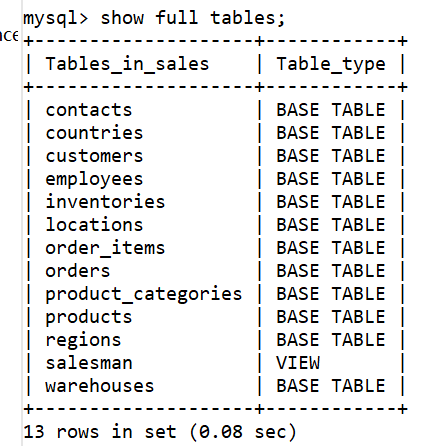 mysql> show full tables;
+--------------------+------------+
| Tables_in_sales    | Table_type |
+--------------------+------------+
| contacts           | BASE TABLE |
| countries          | BASE TABLE |
| customers          | BASE TABLE |
| employees          | BASE TABLE |
| inventories        | BASE TABLE |
| locations          | BASE TABLE |
| order_items        | BASE TABLE |
| orders             | BASE TABLE |
| product_categories | BASE TABLE |
| products           | BASE TABLE |
| regions            | BASE TABLE |
| salesman           | VIEW       |
| warehouses         | BASE TABLE |
+--------------------+------------+
13 rows in set (0.08 sec)